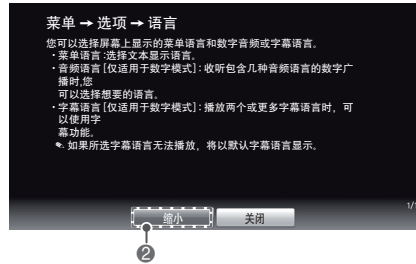 菜单 → 选项 → 语言
您可以选择屏幕上显示的菜单语言和数字音频或字幕语言。
・菜单语言:选择文本显示语言。
・音频语言[仅适用于数字模式]:收听包含几种音频语言的数字广
播时,您
可以选择想要的语言。
・字幕语言[仅适用于数字模式]:播放两个或更多字幕语言时，可
以使用字
幕功能。
✎ 如果所选字幕语言无法播放，将以默认字幕语言显示。
缩小 关闭
❷